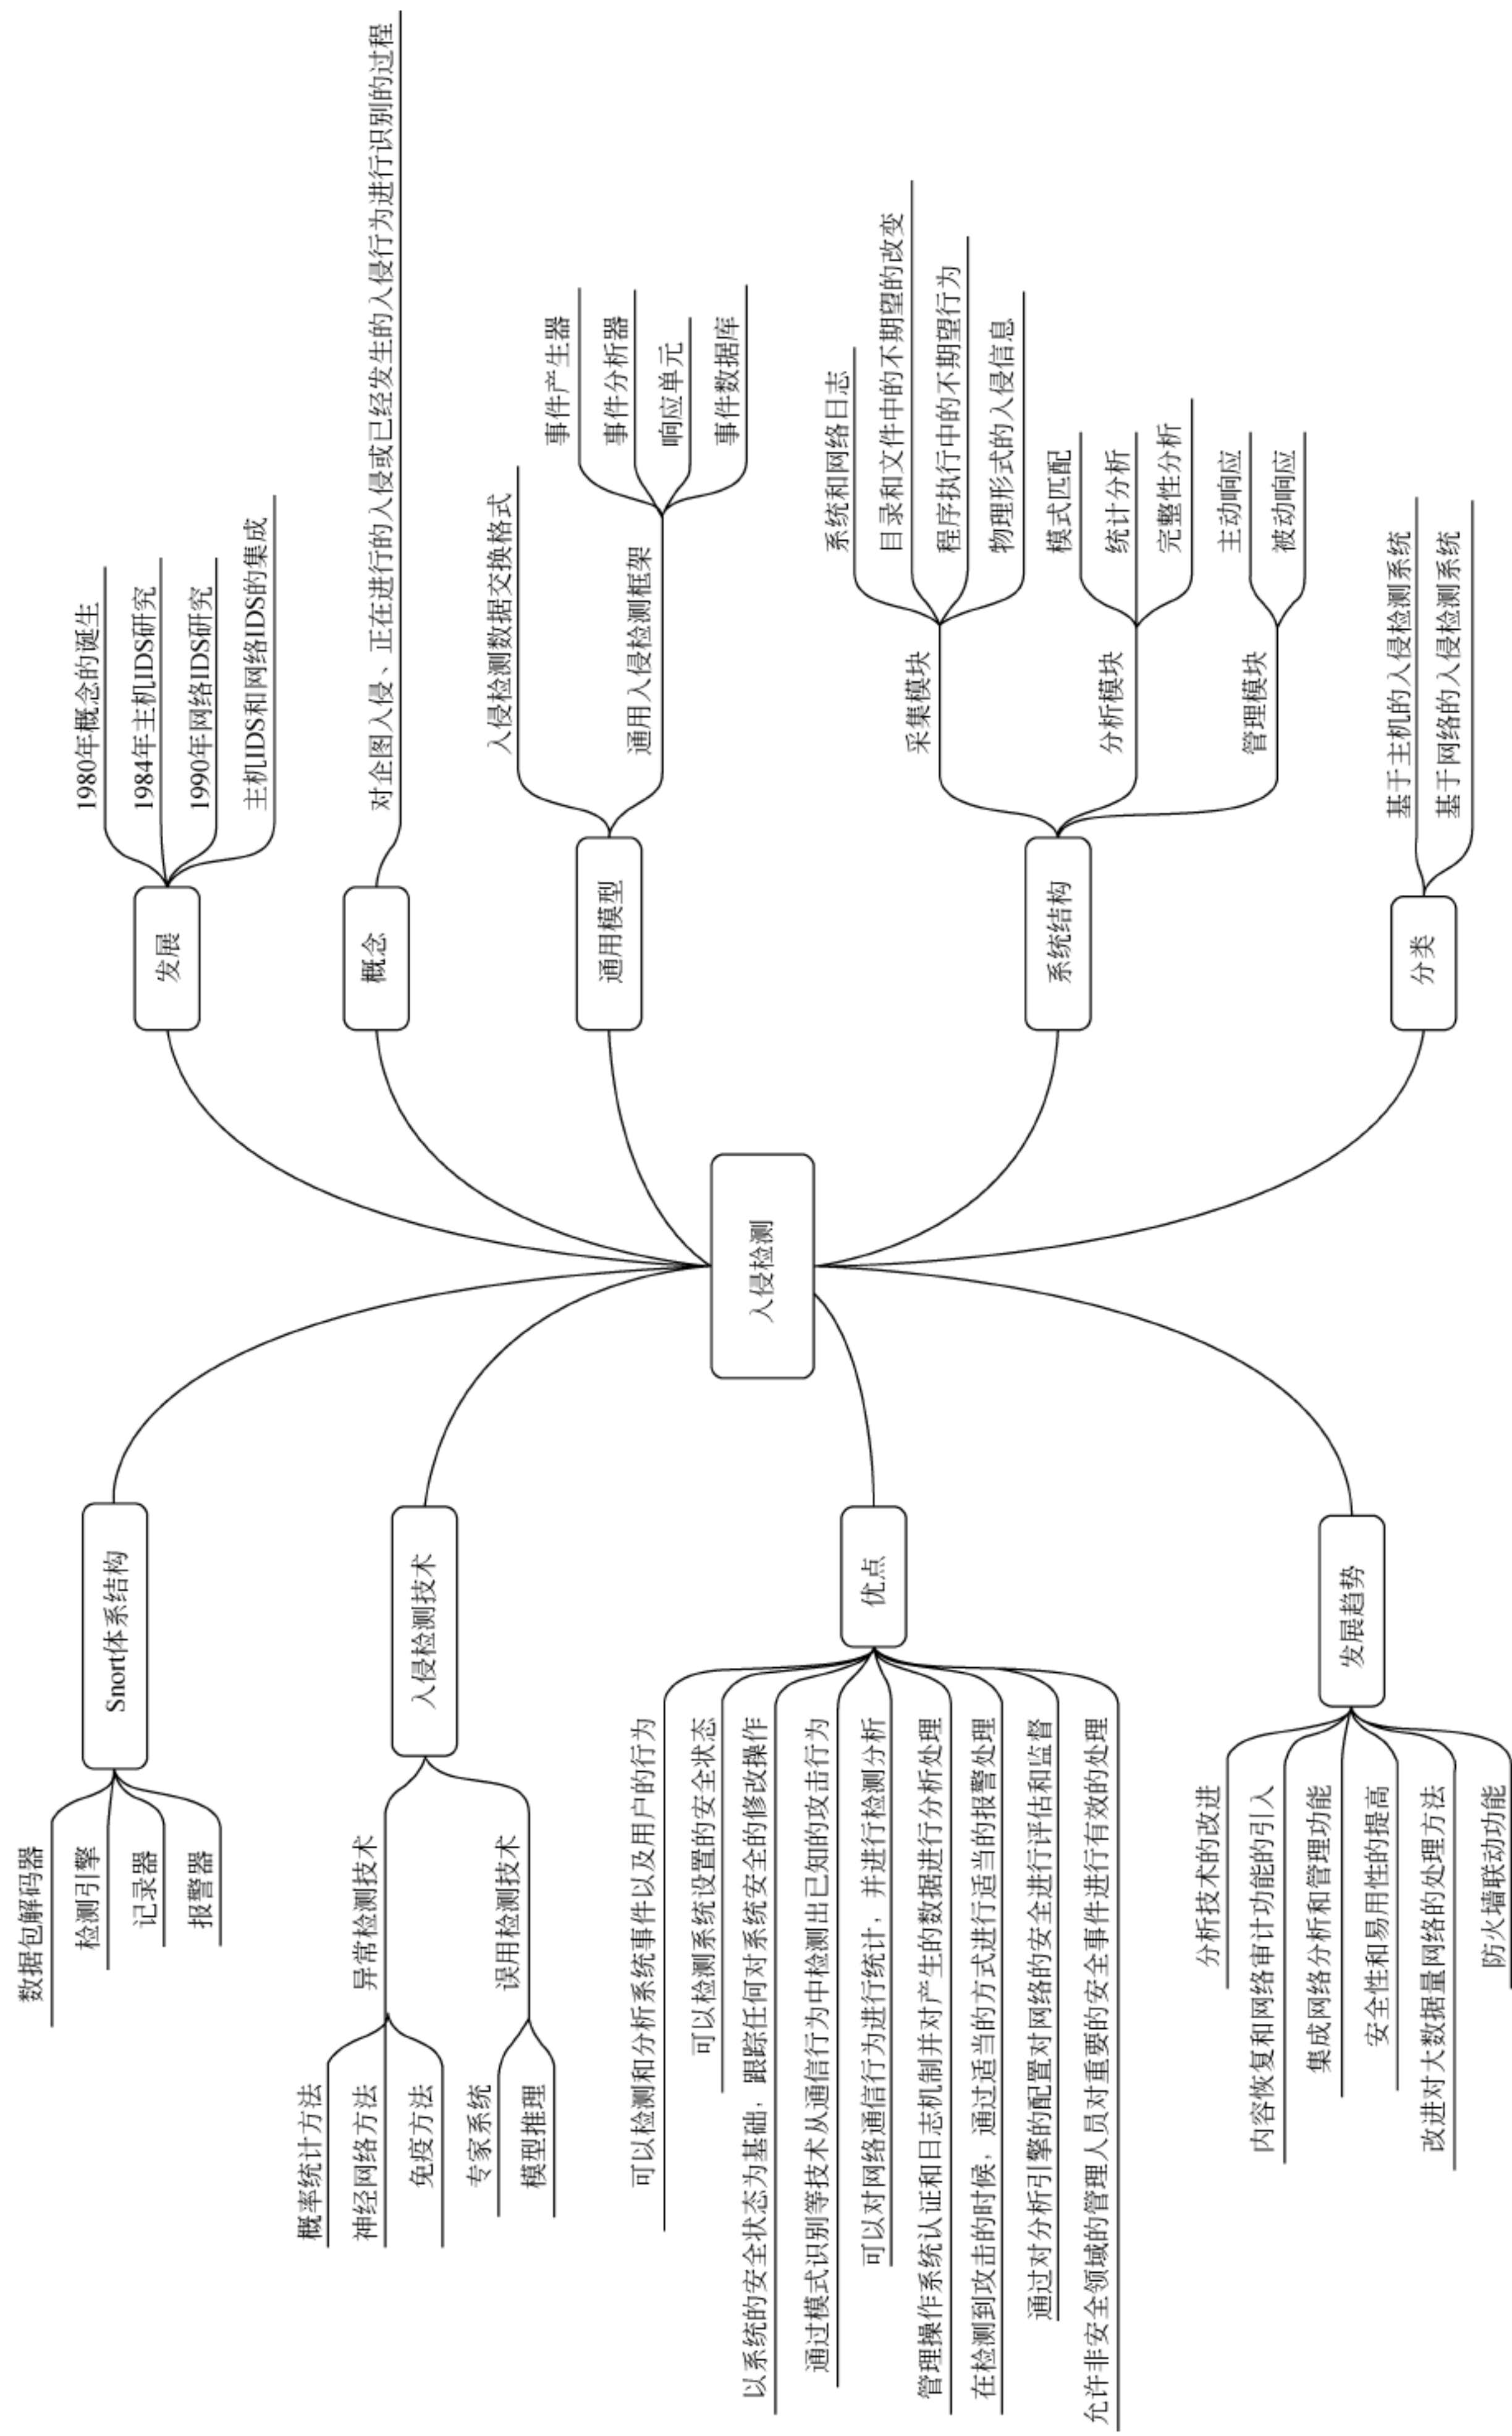 入侵检测
发展
1980年概念的诞生
1984年主机IDS研究
1990年网络IDS研究
主机IDS和网络IDS的集成
概念
对企图入侵、正在进行的入侵或已经发生的入侵行为进行识别的过程
通用模型
入侵检测数据交换格式
通用入侵检测框架
事件产生器
事件分析器
响应单元
事件数据库
系统结构
采集模块
系统和网络日志
目录和文件中的不期望的改变
程序执行中的不期望行为
物理形式的入侵信息
分析模块
模式匹配
统计分析
完整性分析
管理模块
主动响应
被动响应
分类
基于主机的入侵检测系统
基于网络的入侵检测系统
Snort体系结构
数据包解码器
检测引擎
记录器
报警器
入侵检测技术
异常检测技术
概率统计方法
神经网络方法
免疫方法
误用检测技术
专家系统
模型推理
优点
可以检测和分析系统事件以及用户的行为
可以检测系统设置的安全状态
以系统的安全状态为基础，跟踪任何对系统安全的修改操作
通过模式识别等技术从通信行为中检测出已知的攻击行为
可以对网络通信行为进行统计，并进行检测分析
管理操作系统认证和日志机制并对产生的数据进行分析处理
在检测到攻击的时候，通过适当的方式进行适当的报警处理
通过对分析引擎的配置对网络的安全进行评估和监督
允许非安全领域的管理人员对重要的安全事件进行有效的处理
发展趋势
分析技术的改进
内容恢复和网络审计功能的引入
集成网络分析和管理功能
安全性和易用性的提高
改进对大数据量网络的处理方法
防火墙联动功能